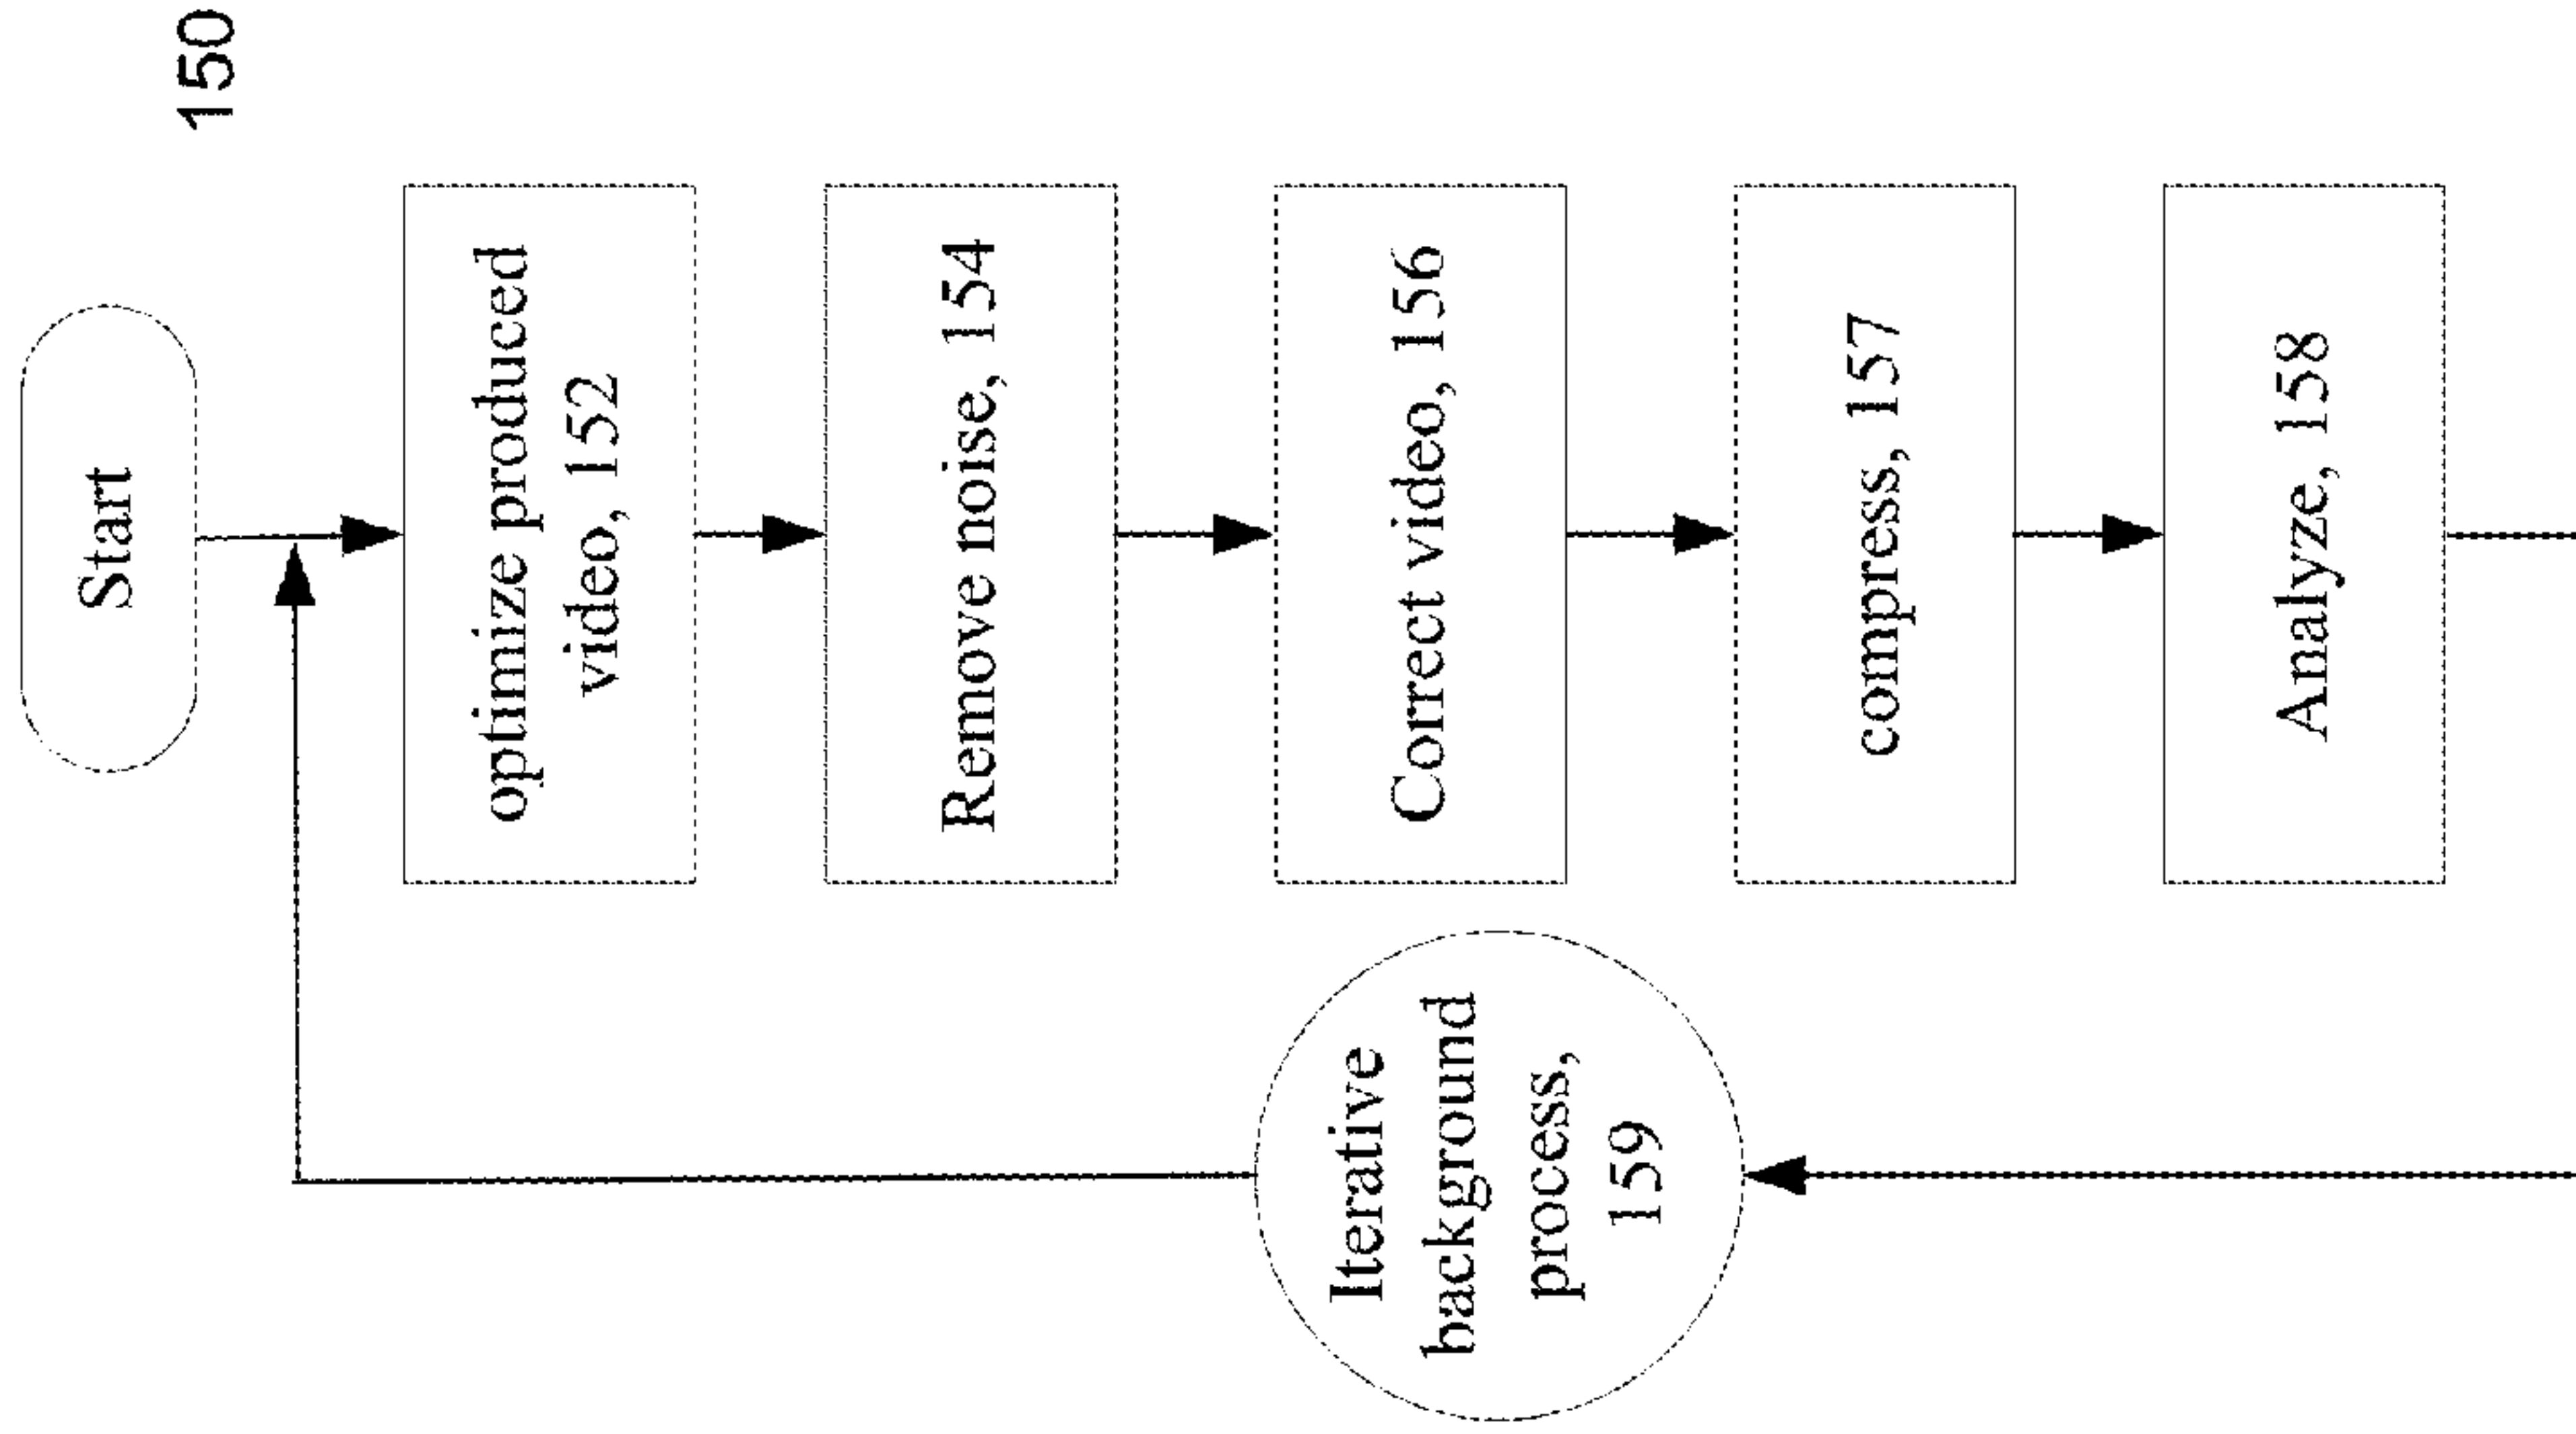 150
Start
optimize produced
video, 152
Remove noise, 154
Correct video, 156
compress, 157
Analyze, 158
Iterative
background
process,
159